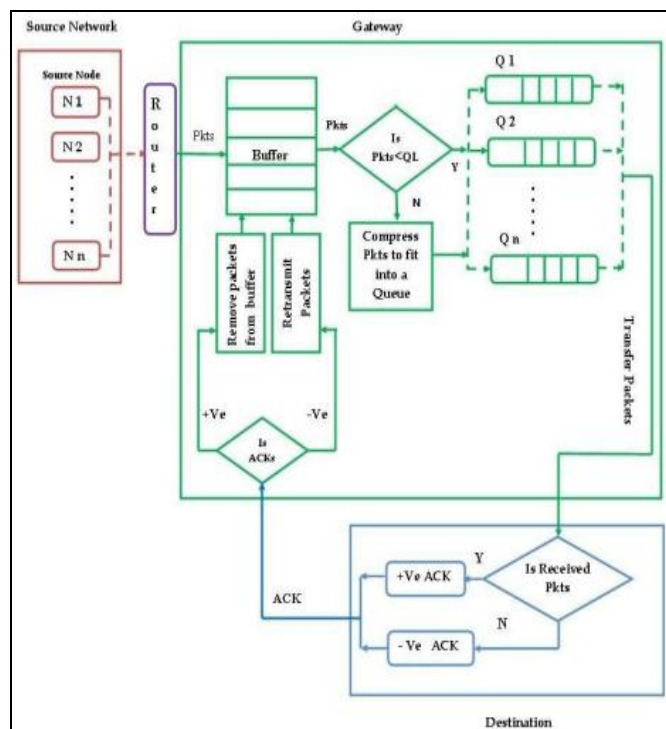 Source Network
Gateway
Source Node
N1
N2
Nn
Router
Pkts
Buffer
Pkts
Is
Pkts<QL
Y
N
Compress
Pkts to fit
into a
Queue
Q 1
Q 2
Q n
Remove packets
from buffer
Retransmit
Packets
+Ve
-Ve
Is
ACKs
Transfer Packets
ACK
Y
+Ve ACK
Is Received
Pkts
N
- Ve ACK
Destination